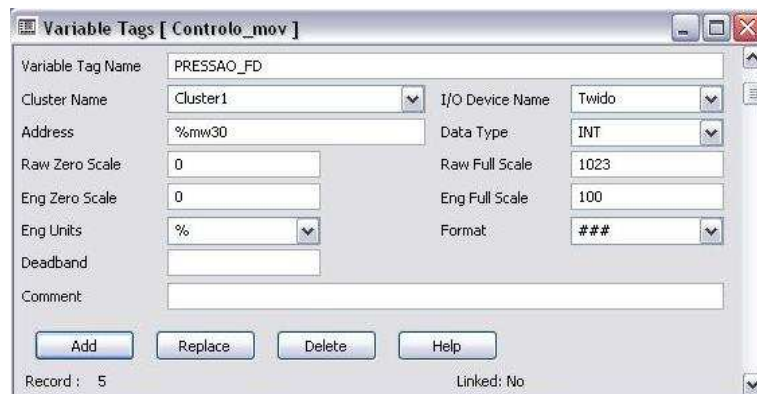 Variable Tags [ Controlo_mov ]
Variable Tag Name PRESSAO_FD
Cluster Name Cluster1 I/O Device Name Twido
Address %mw30 Data Type INT
Raw Zero Scale 0 Raw Full Scale 1023
Eng Zero Scale 0 Eng Full Scale 100
Eng Units % Format ###
Deadband
Comment
Add Replace Delete Help
Record : 5 Linked: No